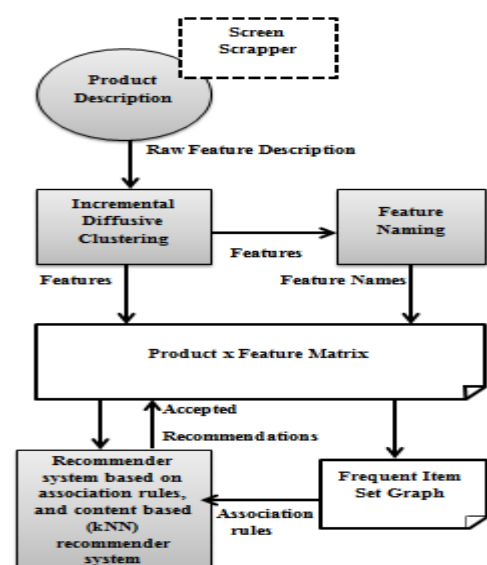 Screen
Scrapper
Product
Description
Raw Feature Description
Incremental
Diffusive
Clustering
Feature
Naming
Features
Features
Feature Names
Product x Feature Matrix
Accepted
Recommendations
Recommender
system based on
association rules,
and content based
(kNN)
recommender
system
Association
rules
Frequent Item
Set Graph